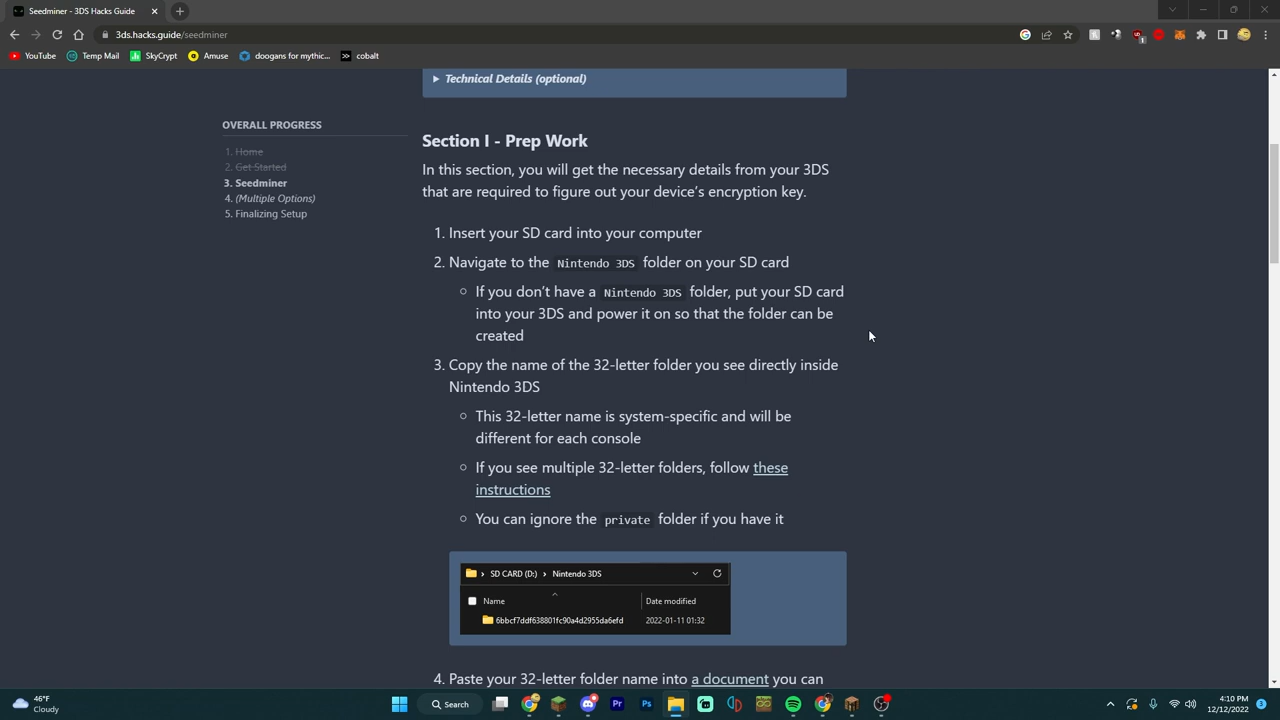 Seedminer - 3DS Hacks Guide
3ds.hacks.guide/seedminer
YouTube
Temp Mail
SkyCrypt
Amuse
doogans for mythic...
cobalt
Technical Details (optional)
OVERALL PROGRESS
1. Home
2. Get Started
3. Seedminer
4. (Multiple Options)
5. Finalizing Setup
Section I - Prep Work
In this section, you will get the necessary details from your 3DS
that are required to figure out your device's encryption key.
1. Insert your SD card into your computer
2. Navigate to the Nintendo 3DS folder on your SD card
If you don't have a Nintendo 3DS folder, put your SD card
into your 3DS and power it on so that the folder can be
created
3. Copy the name of the 32-letter folder you see directly inside
Nintendo 3DS
This 32-letter name is system-specific and will be
different for each console
If you see multiple 32-letter folders, follow these
instructions
You can ignore the private folder if you have it
SD CARD (D:) › Nintendo 3DS
Name Date modified
6bbcf7ddf638801fc90a4d2955da6efd 2022-01-11 01:32
4. Paste your 32-letter folder name into a document you can
46°F
Cloudy
Search
4:10 PM
12/12/2022